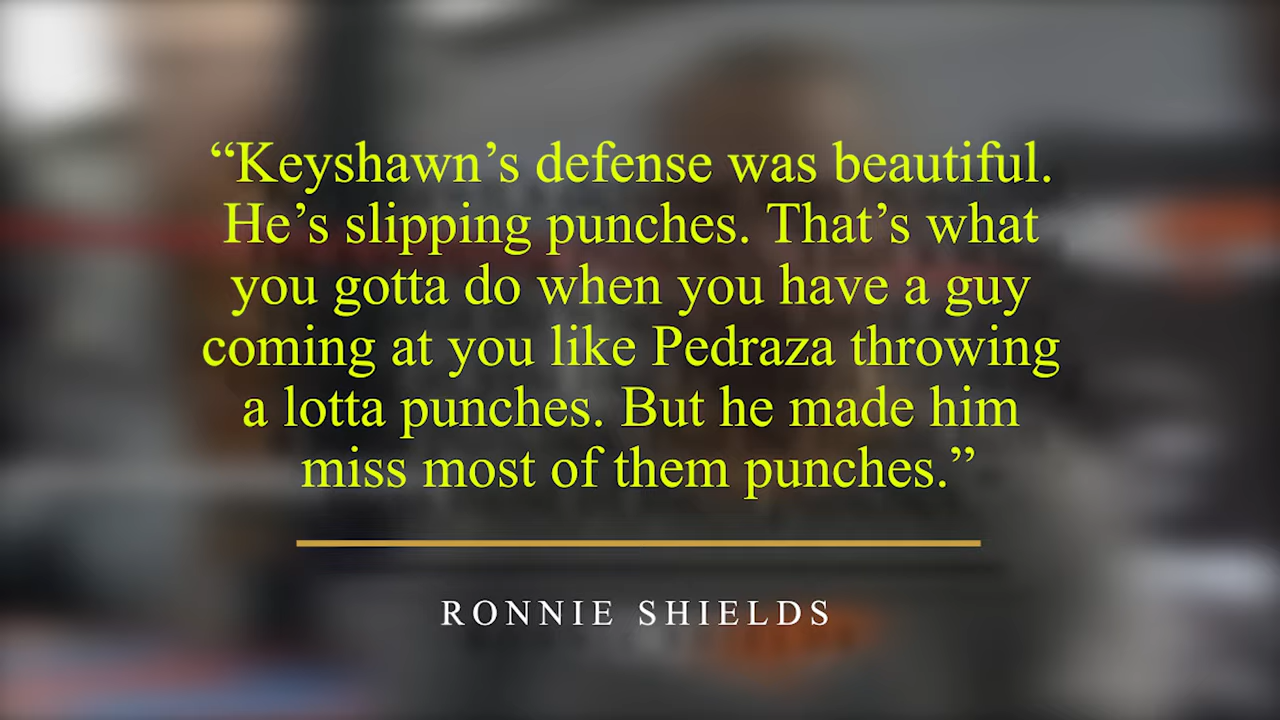 “Keyshawn’s defense was beautiful.
He’s slipping punches. That’s what
you gotta do when you have a guy
coming at you like Pedraza throwing
a lotta punches. But he made him
miss most of them punches.”
RONNIE SHIELDS